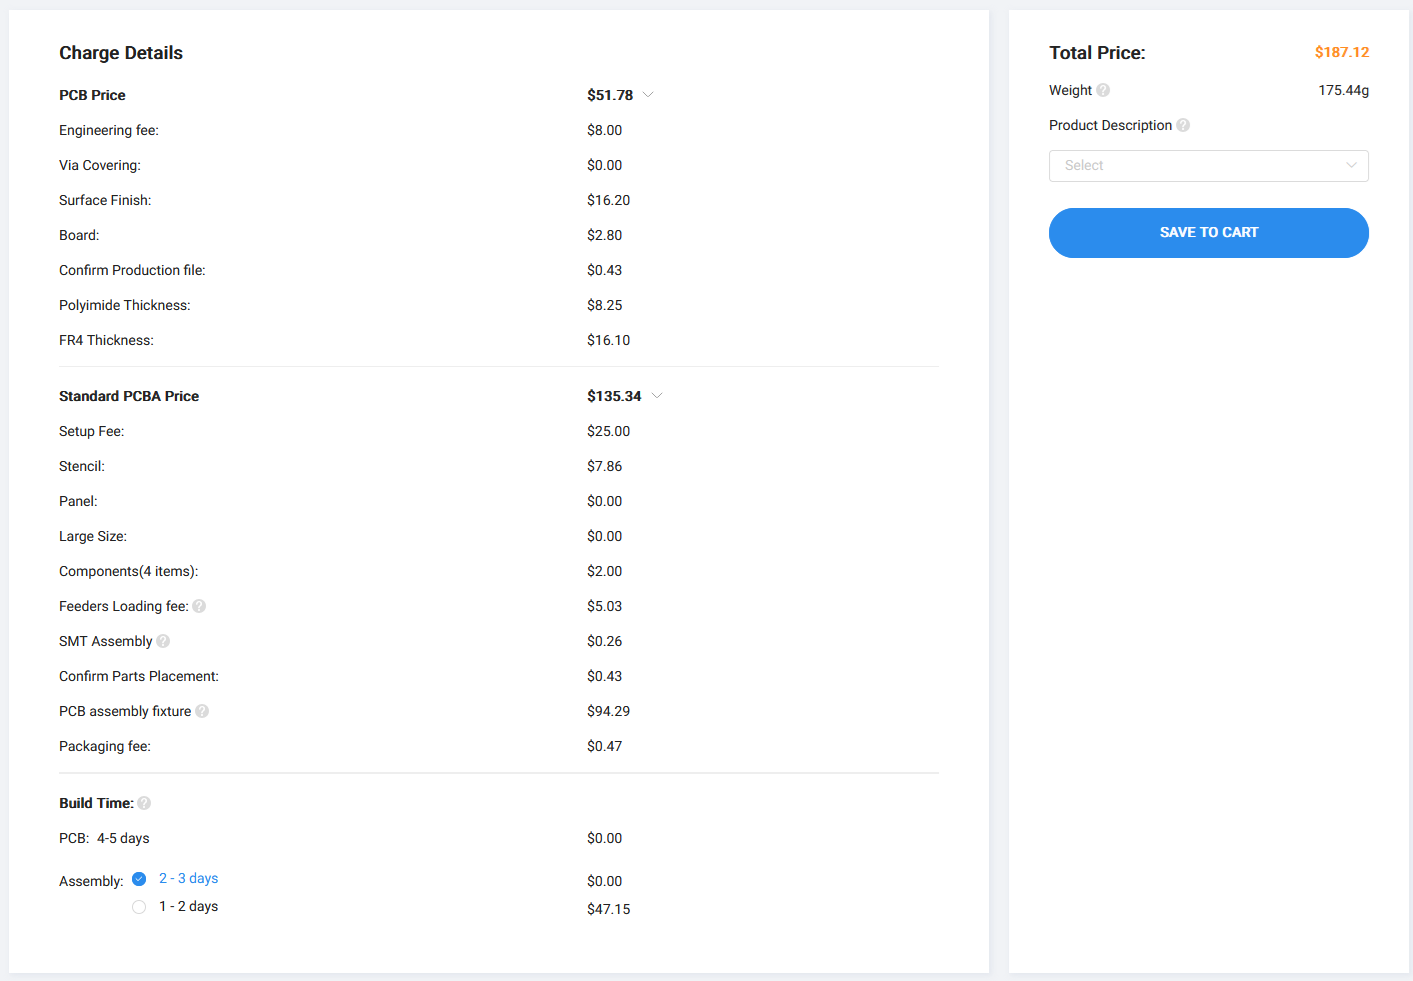 Charge Details
PCB Price $51.78
Engineering fee: $8.00
Via Covering: $0.00
Surface Finish: $16.20
Board: $2.80
Confirm Production file: $0.43
Polyimide Thickness: $8.25
FR4 Thickness: $16.10
Standard PCBA Price $135.34
Setup Fee: $25.00
Stencil: $7.86
Panel: $0.00
Large Size: $0.00
Components(4 items): $2.00
Feeders Loading fee: ? $5.03
SMT Assembly ? $0.26
Confirm Parts Placement: $0.43
PCB assembly fixture ? $94.29
Packaging fee: $0.47
Build Time: ?
PCB: 4-5 days $0.00
Assembly: 2 - 3 days $0.00
1 - 2 days $47.15
Total Price: $187.12
Weight ? 175.44g
Product Description ?
Select
SAVE TO CART